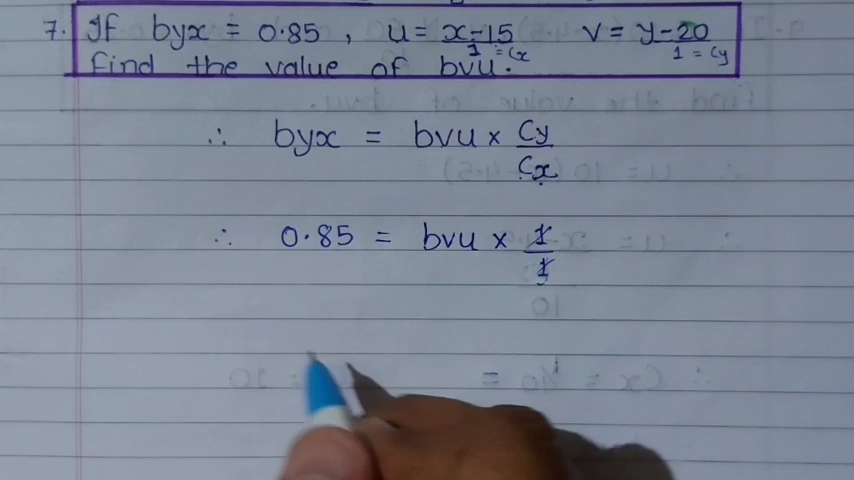 7. If byx = 0.85 , u = x-15 / 1 = Cx v = y-20 / 1 = Cy
Find the value of bvu.
∴ byx = bvu × Cy / Cx
∴ 0.85 = bvu × 1 / 1